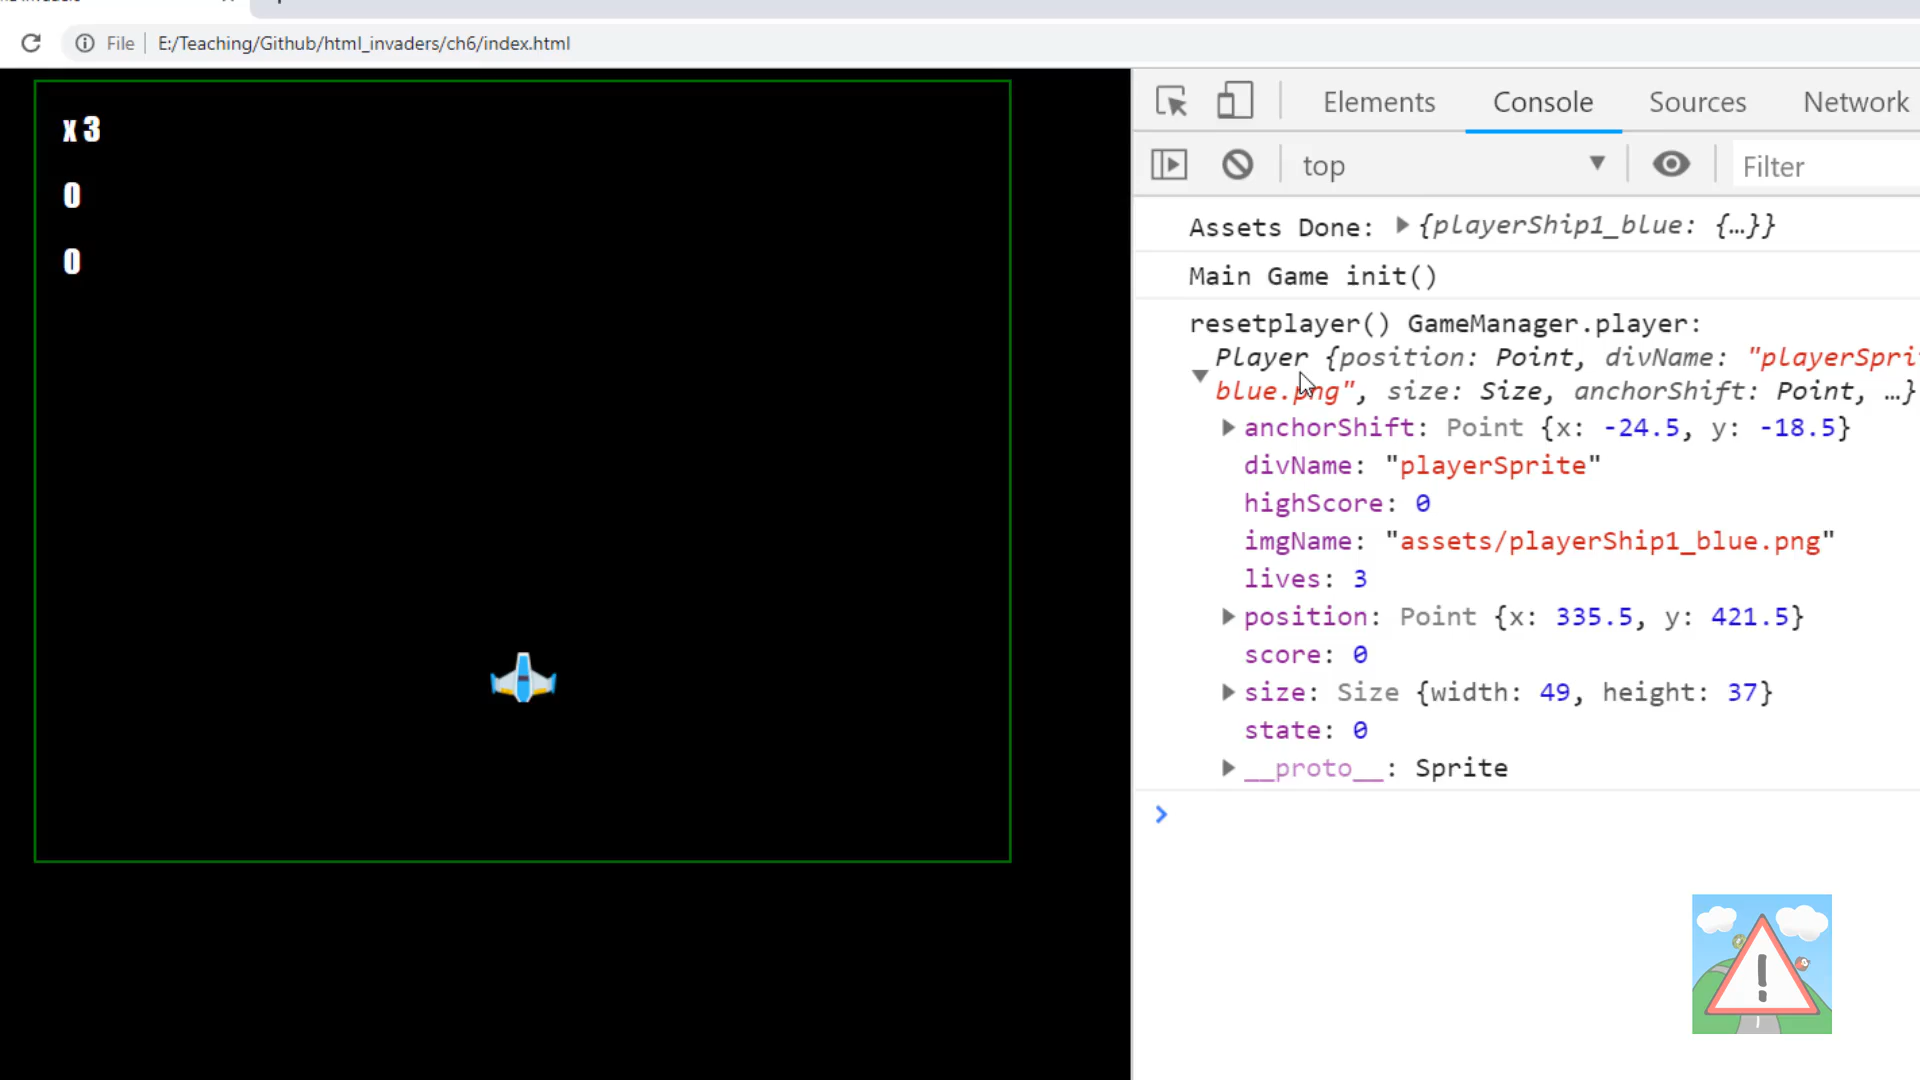 File E:/Teaching/Github/html_invaders/ch6/index.html
x 3
0
0
Elements Console Sources Network
top Filter
Assets Done: ▶{playerShip1_blue: {…}}
Main Game init()
resetplayer() GameManager.player:
▼ Player {position: Point, divName: "playerSpri
blue.png", size: Size, anchorShift: Point, …}
▶ anchorShift: Point {x: -24.5, y: -18.5}
divName: "playerSprite"
highScore: 0
imgName: "assets/playerShip1_blue.png"
lives: 3
▶ position: Point {x: 335.5, y: 421.5}
score: 0
▶ size: Size {width: 49, height: 37}
state: 0
▶ __proto__: Sprite